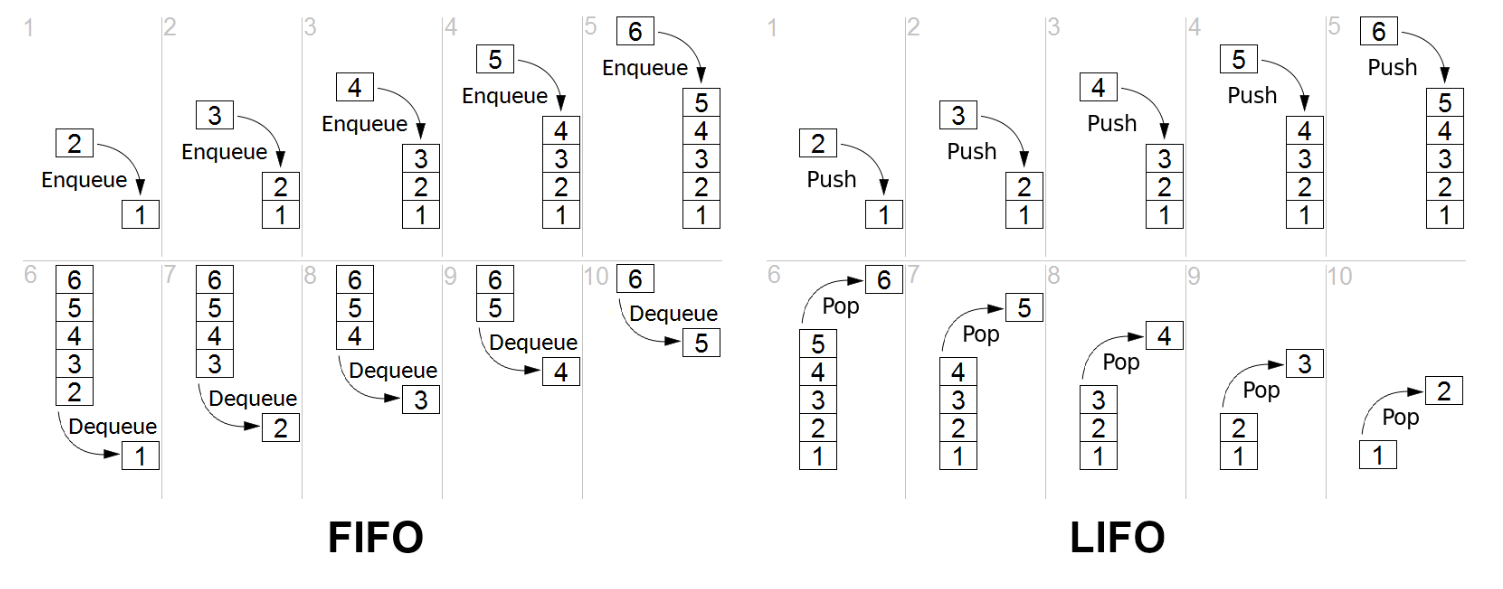 1 2 3 4 5
6
5 Enqueue
4 Enqueue 5
3 Enqueue 4 4
2 Enqueue 3 3 3
Enqueue 2 2 2 2
1 1 1 1 1
6 7 8 9 10
6 6 6 6 6
5 5 5 5 Dequeue
4 4 4 Dequeue 5
3 3 Dequeue 4
2 Dequeue 3
Dequeue 2
1
FIFO
1 2 3 4 5
6
5 Push
4 Push 5
3 Push 4 4
2 Push 3 3 3
Push 2 2 2 2
1 1 1 1 1
6 7 8 9 10
6
Pop 5
5 Pop 4
4 4 Pop 3
3 3 3 Pop 2
2 2 2 2 Pop
1 1 1 1 1
LIFO